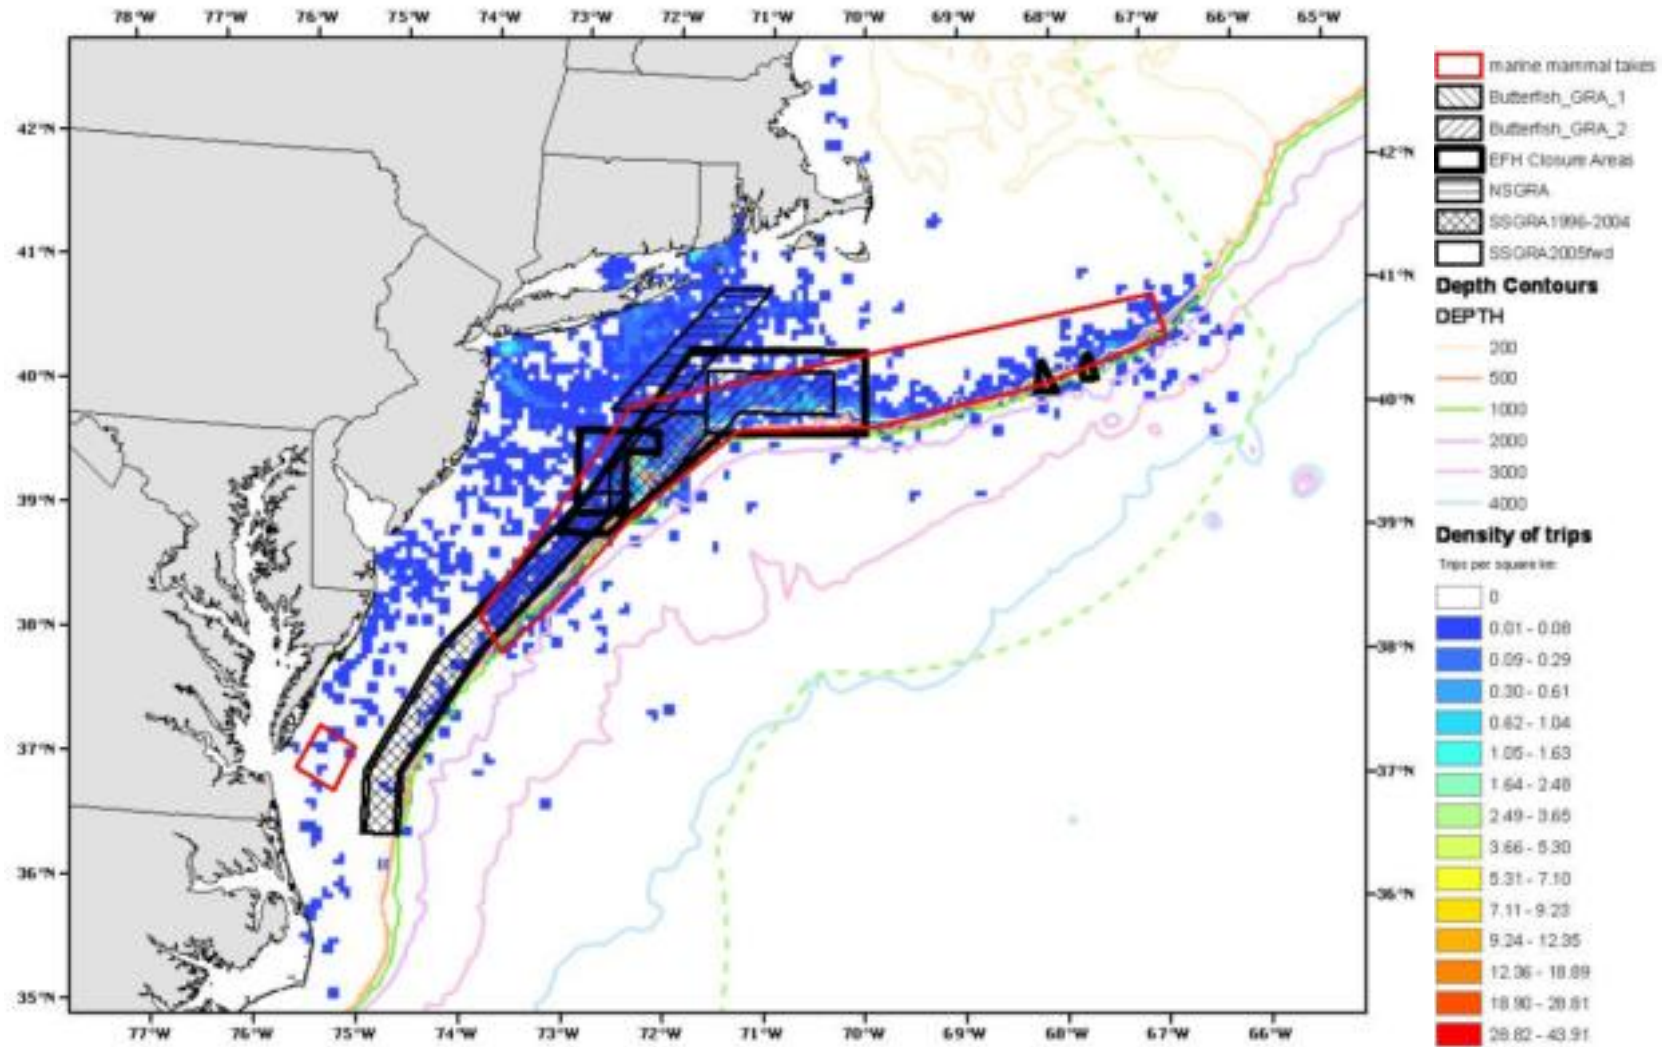 78°W 77°W 76°W 75°W 74°W 73°W 72°W 71°W 70°W 69°W 68°W 67°W 66°W 65°W
42°N
41°N
40°N
39°N
38°N
37°N
36°N
35°N
42°N
41°N
40°N
39°N
38°N
37°N
36°N
77°W 76°W 75°W 74°W 73°W 72°W 71°W 70°W 69°W 68°W 67°W 66°W
marine mammal takes
Butterfish_GRA_1
Butterfish_GRA_2
EFH Closure Areas
NSGRA
SSGRA1996-2004
SSGRA2005fwd
Depth Contours
DEPTH
200
500
1000
2000
3000
4000
Density of trips
Trips per square km:
0
0.01 - 0.08
0.09 - 0.29
0.30 - 0.61
0.62 - 1.04
1.05 - 1.63
1.64 - 2.48
2.49 - 3.65
3.66 - 5.30
5.31 - 7.10
7.11 - 9.23
9.24 - 12.35
12.36 - 18.89
18.90 - 28.81
28.82 - 43.91